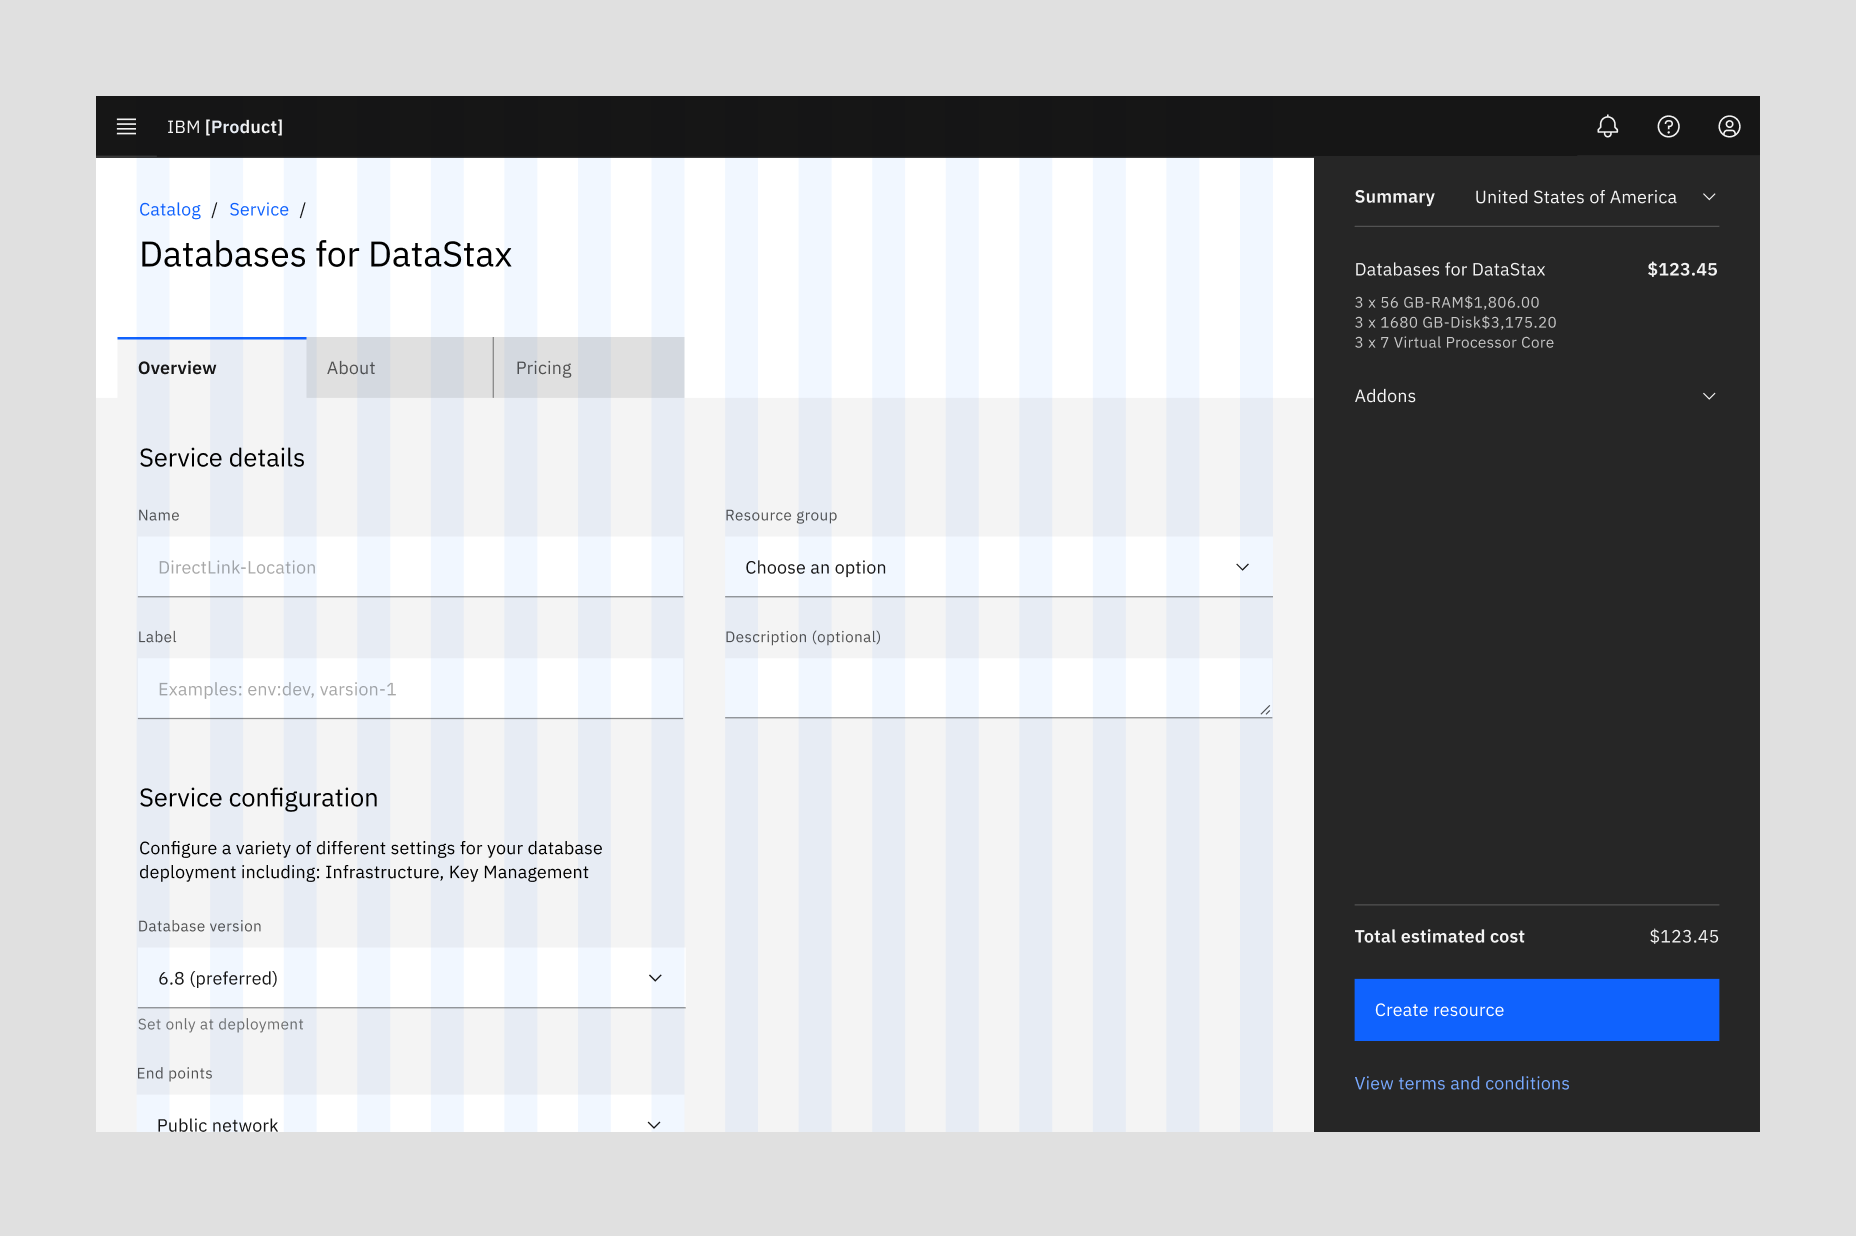 IBM [Product]
Catalog / Service /
Databases for DataStax
Overview
About
Pricing
Service details
Name
DirectLink-Location
Resource group
Choose an option
Label
Examples: env:dev, varsion-1
Description (optional)
Service configuration
Configure a variety of different settings for your database
deployment including: Infrastructure, Key Management
Database version
6.8 (preferred)
Set only at deployment
End points
Public network
Summary
United States of America
Databases for DataStax $123.45
3 x 56 GB-RAM$1,806.00
3 x 1680 GB-Disk$3,175.20
3 x 7 Virtual Processor Core
Addons
Total estimated cost $123.45
Create resource
View terms and conditions